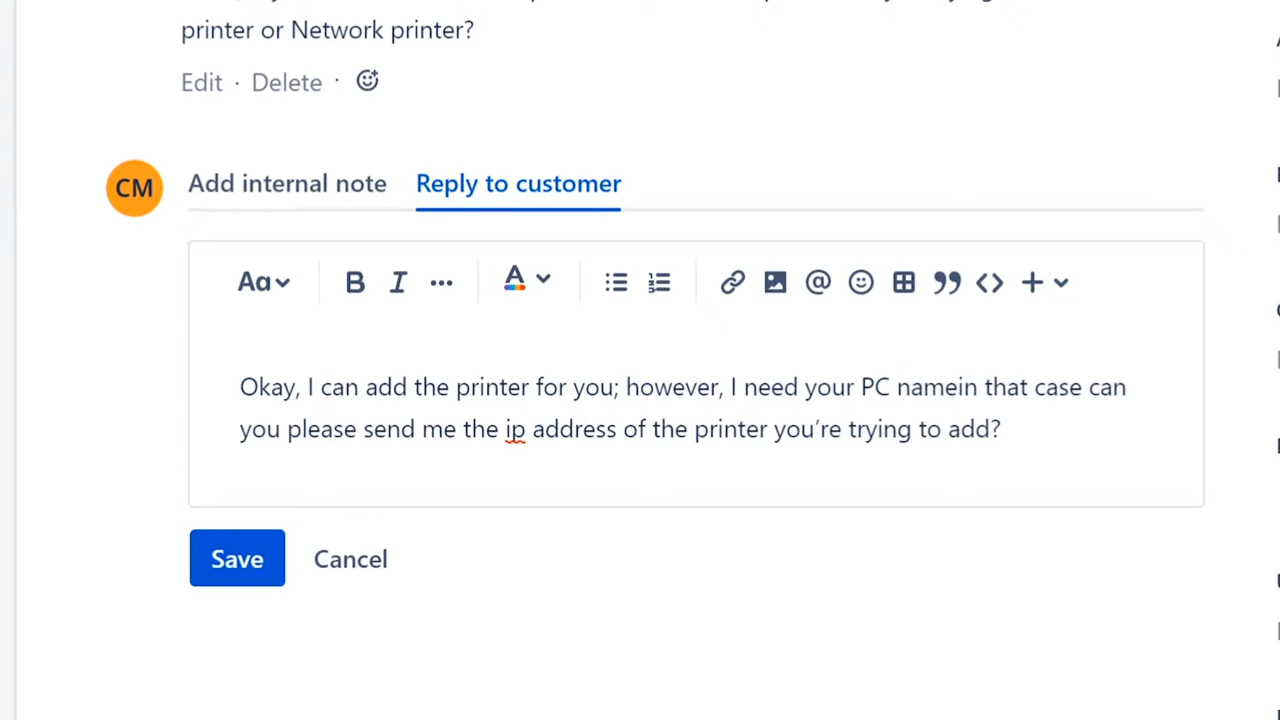 printer or Network printer?
Edit · Delete ·
CM Add internal note Reply to customer
Aa B I ... A @ + 
Okay, I can add the printer for you; however, I need your PC namein that case can
you please send me the ip address of the printer you're trying to add?
Save Cancel